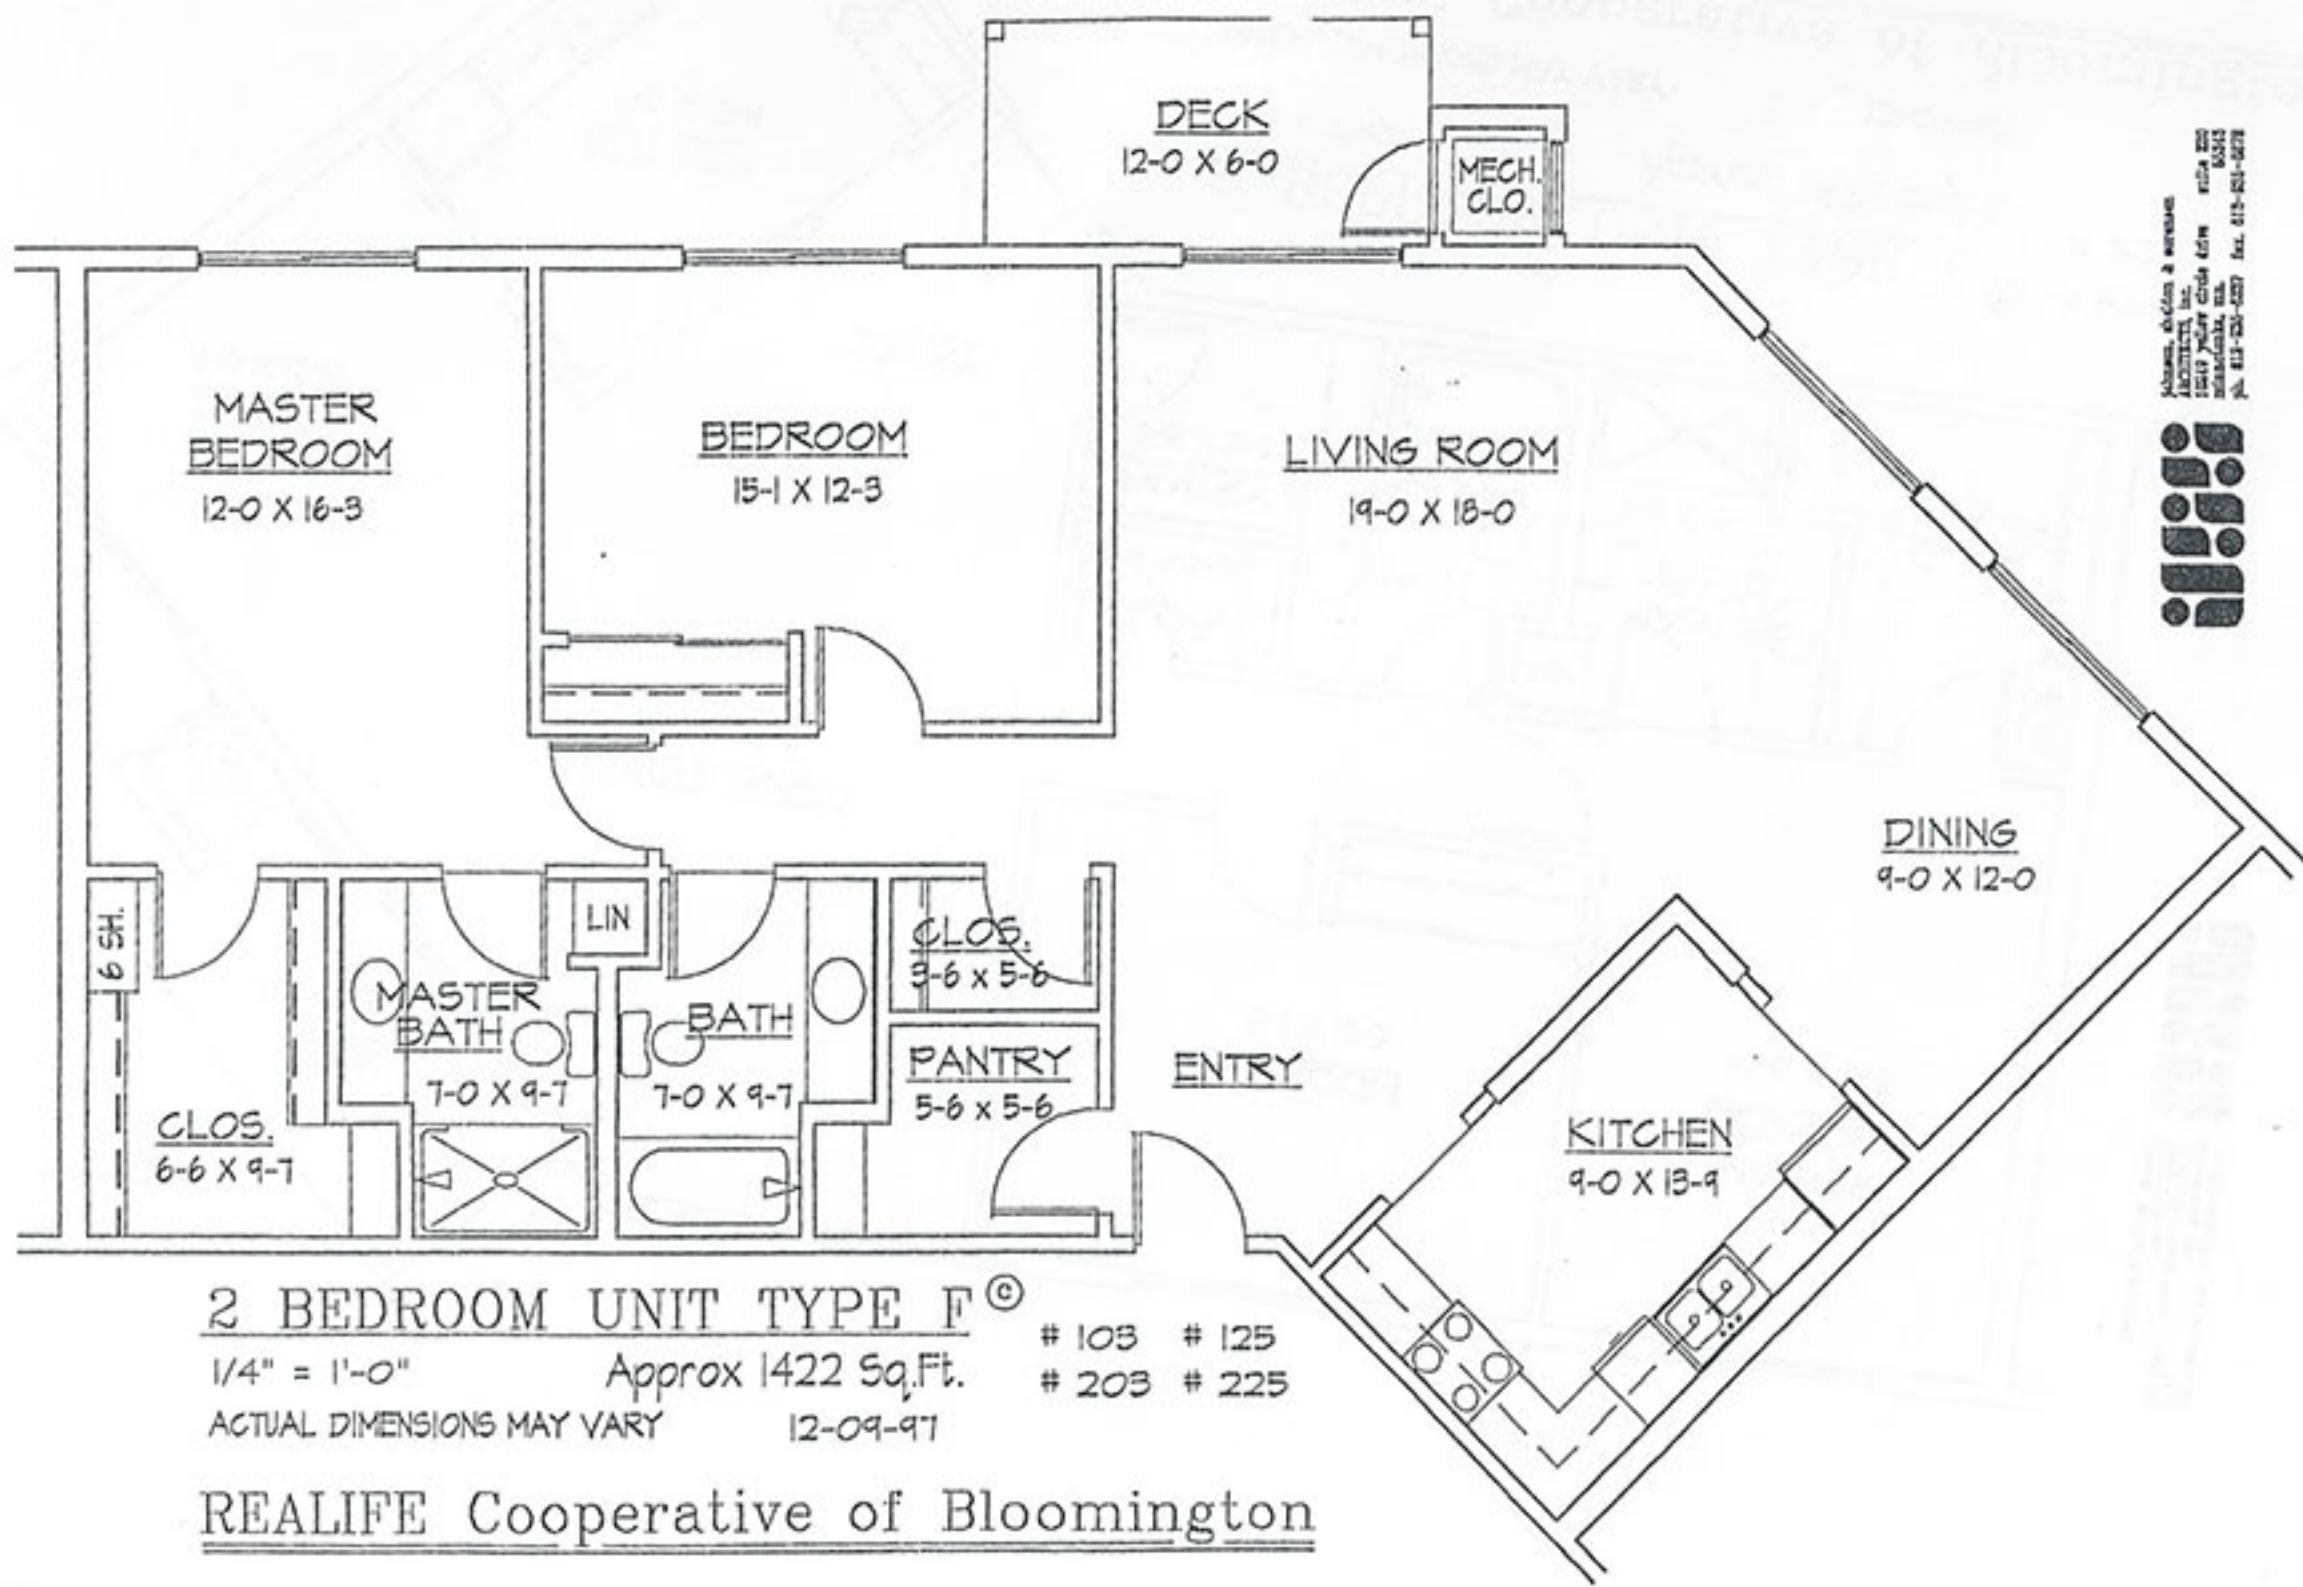 DECK
12-0 X 6-0
MECH.
CLO.
MASTER
BEDROOM
12-0 X 16-3
BEDROOM
15-1 X 12-3
LIVING ROOM
19-0 X 18-0
DINING
9-0 X 12-0
6 SH.
LIN
CLOS.
3-6 x 5-6
MASTER
BATH
7-0 X 9-7
BATH
7-0 X 9-7
PANTRY
5-6 x 5-6
ENTRY
CLOS.
6-6 X 9-7
KITCHEN
9-0 X 13-9
2 BEDROOM UNIT TYPE F ©
1/4" = 1'-0" Approx 1422 Sq.Ft.
ACTUAL DIMENSIONS MAY VARY 12-09-97
# 103 # 125
# 203 # 225
REALIFE Cooperative of Bloomington
ARCHITECTS, inc.